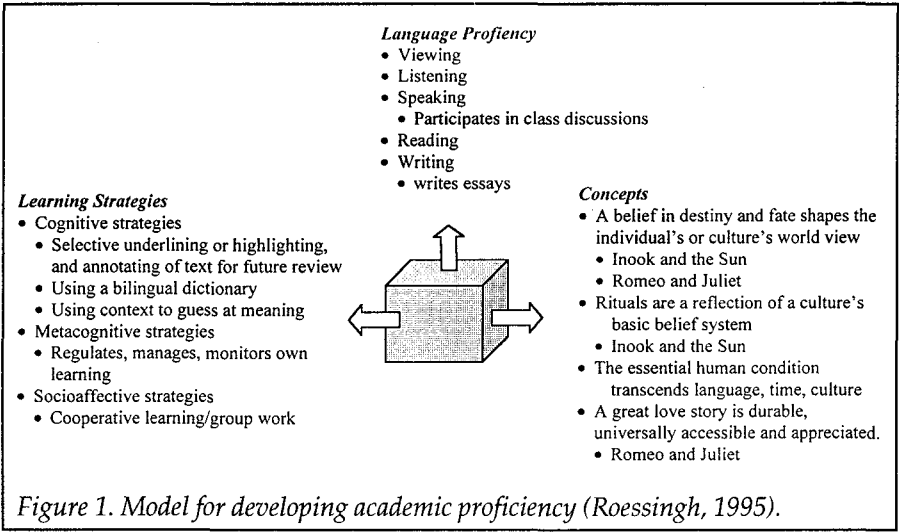 Language Profiency
• Viewing
• Listening
• Speaking
• Participates in class discussions
• Reading
• Writing
• writes essays
Learning Strategies
• Cognitive strategies
• Selective underlining or highlighting,
and annotating of text for future review
• Using a bilingual dictionary
• Using context to guess at meaning
• Metacognitive strategies
• Regulates, manages, monitors own
learning
• Socioaffective strategies
• Cooperative learning/group work
Concepts
• A belief in destiny and fate shapes the
individual's or culture's world view
• Inook and the Sun
• Romeo and Juliet
• Rituals are a reflection of a culture's
basic belief system
• Inook and the Sun
• The essential human condition
transcends language, time, culture
• A great love story is durable,
universally accessible and appreciated.
• Romeo and Juliet
Figure 1. Model for developing academic proficiency (Roessingh, 1995).